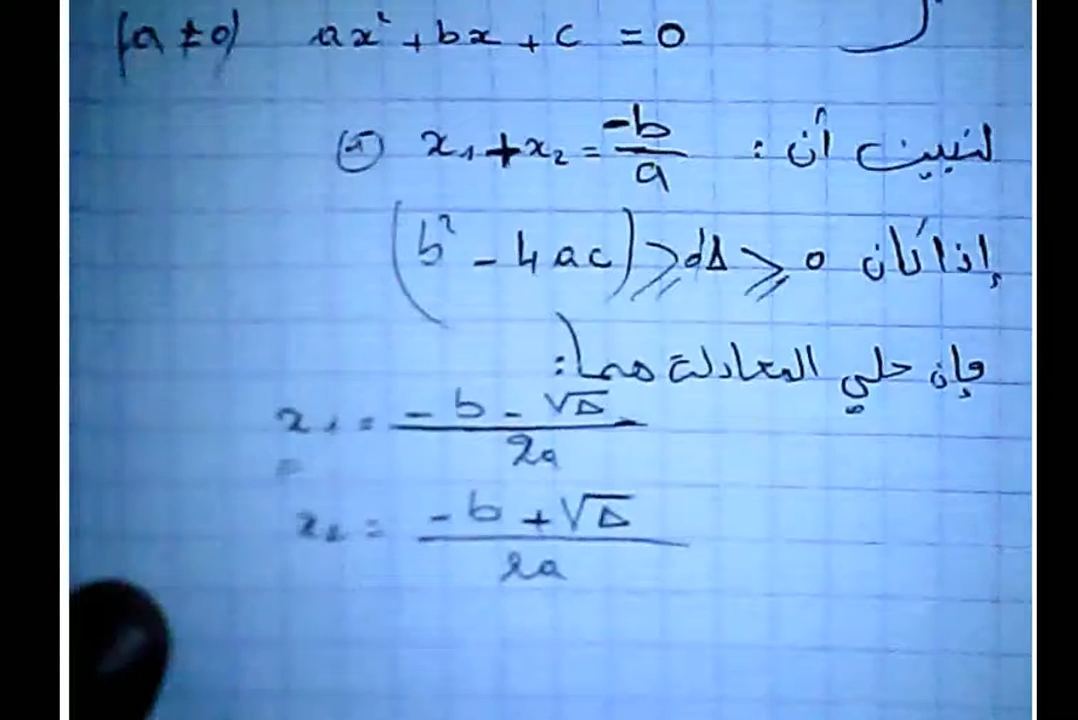 (a ≠ 0) ax² + bx + c = 0
لنبين أن : x₁ + x₂ = -b/a
إذا كان Δ ≥ 0 (b² - 4ac)
فإن حلي المعادلة هما:
x₁ = (-b - √Δ)/2a
x₂ = (-b + √Δ)/2a